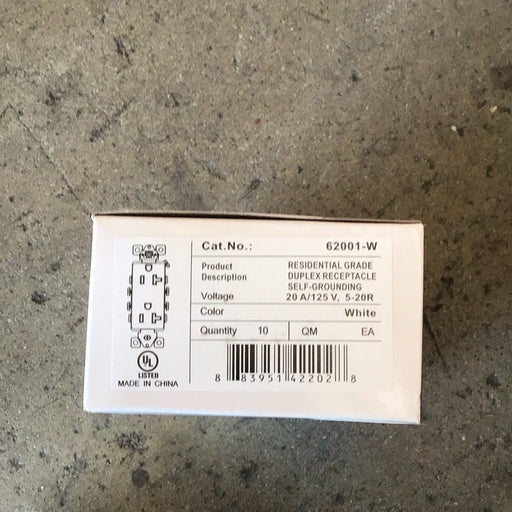 Cat.No.: 62001-W
Product Description RESIDENTIAL GRADE
DUPLEX RECEPTACLE
SELF-GROUNDING
Voltage 20 A/125 V, 5-20R
Color White
Quantity 10 QM EA
UL
LISTED
MADE IN CHINA
8 83951 42202 8